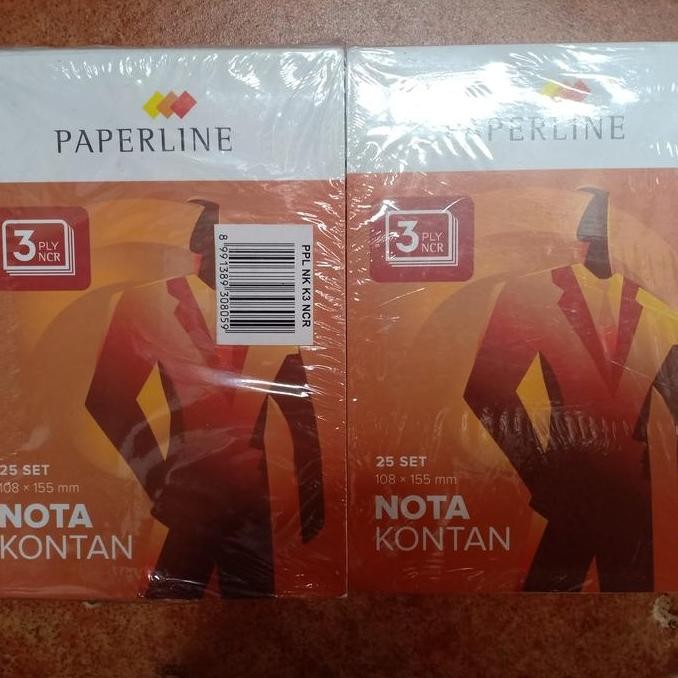 PAPERLINE
3 PLY
NCR
8 991389 308059
PPL NK K3 NCR
25 SET
108 × 155 mm
NOTA
KONTAN
PAPERLINE
3 PLY
NCR
25 SET
108 × 155 mm
NOTA
KONTAN